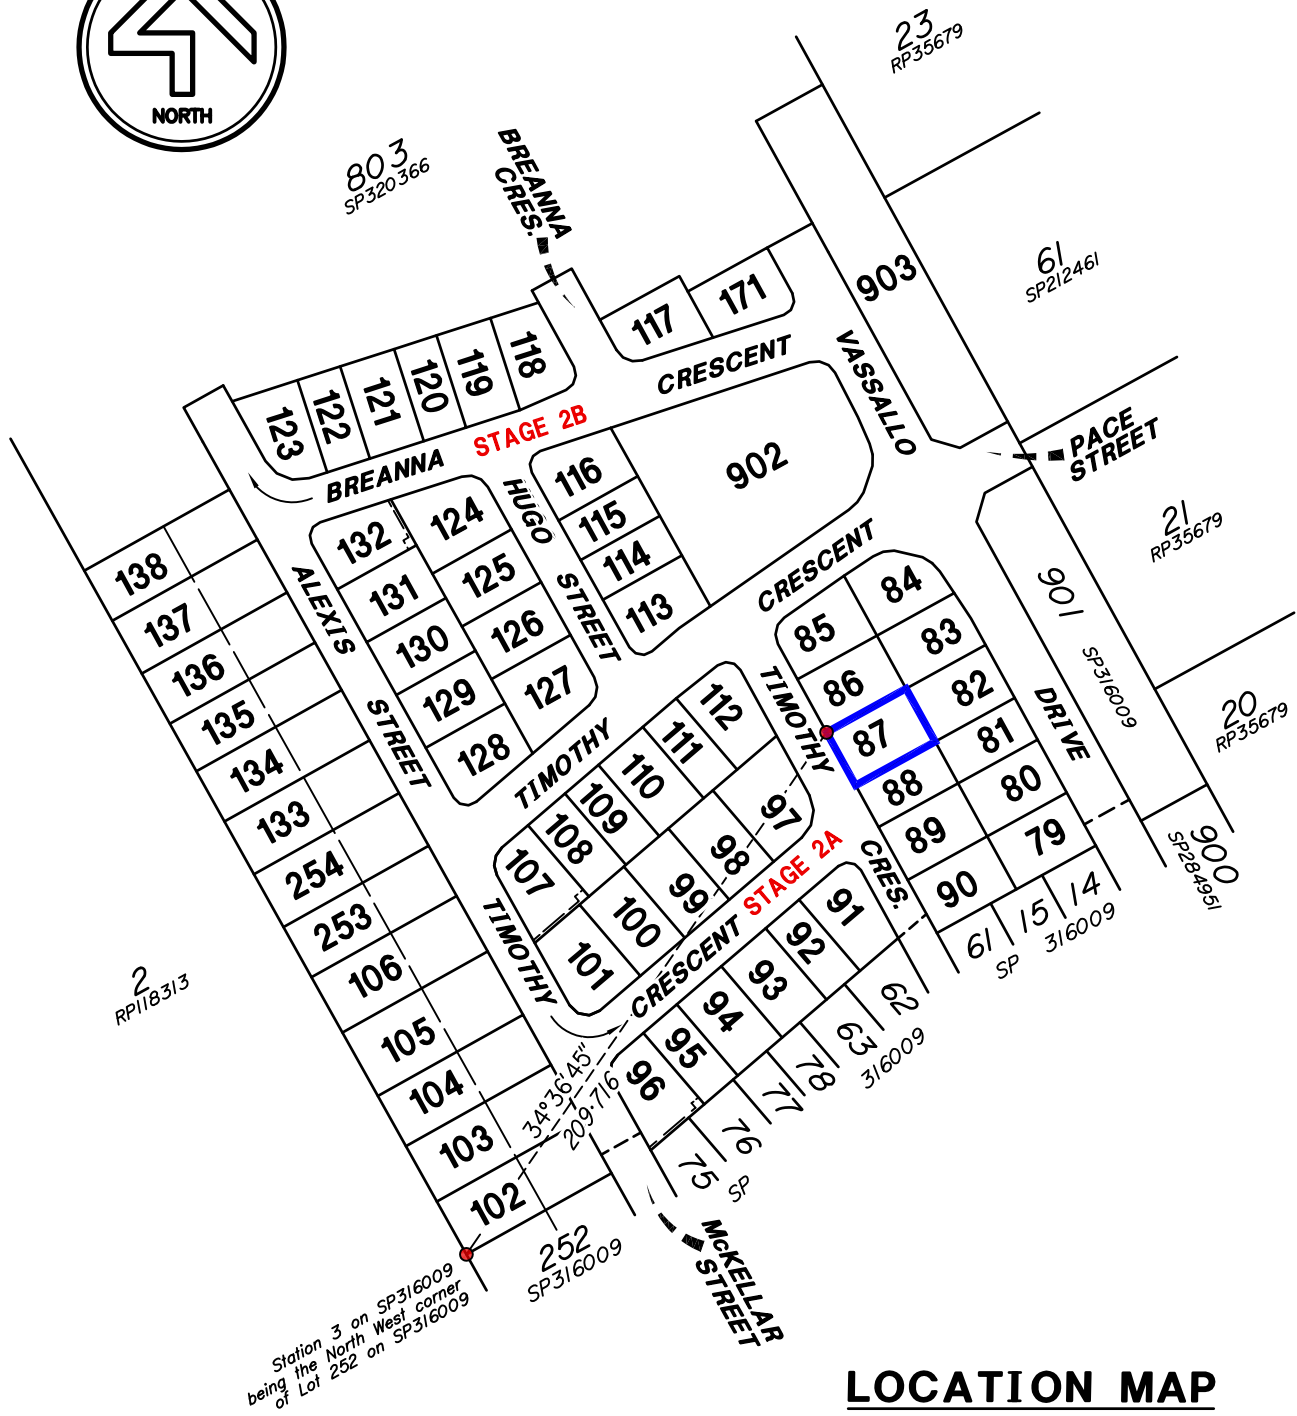 NORTH
23
RP35679
803
SP320366
BREANNA
CRES.
61
SP212461
903
171
117
118
119
120
121
122
123
CRESCENT
VASSALLO
STAGE 2B
BREANNA
PACE
STREET
902
116
115
114
113
HUGO
STREET
124
125
126
127
132
131
130
129
128
ALEXIS
STREET
21
RP35679
901
SP316009
20
RP35679
CRESCENT
84
85
83
86
82
87
81
88
80
89
79
90
DRIVE
TIMOTHY
CRES.
138
137
136
135
134
133
254
253
106
105
104
103
102
TIMOTHY
112
111
110
109
108
107
97
98
99
100
101
STAGE 2A
CRESCENT
TIMOTHY
91
92
93
94
95
96
900
SP284951
14
15
61
SP 316009
62
63
78
77
76
75
SP 316009
2
RP118313
34°36'45"
209·716
252
SP316009
McKELLAR
STREET
Station 3 on SP316009
being the North West corner
of Lot 252 on SP316009
LOCATION MAP